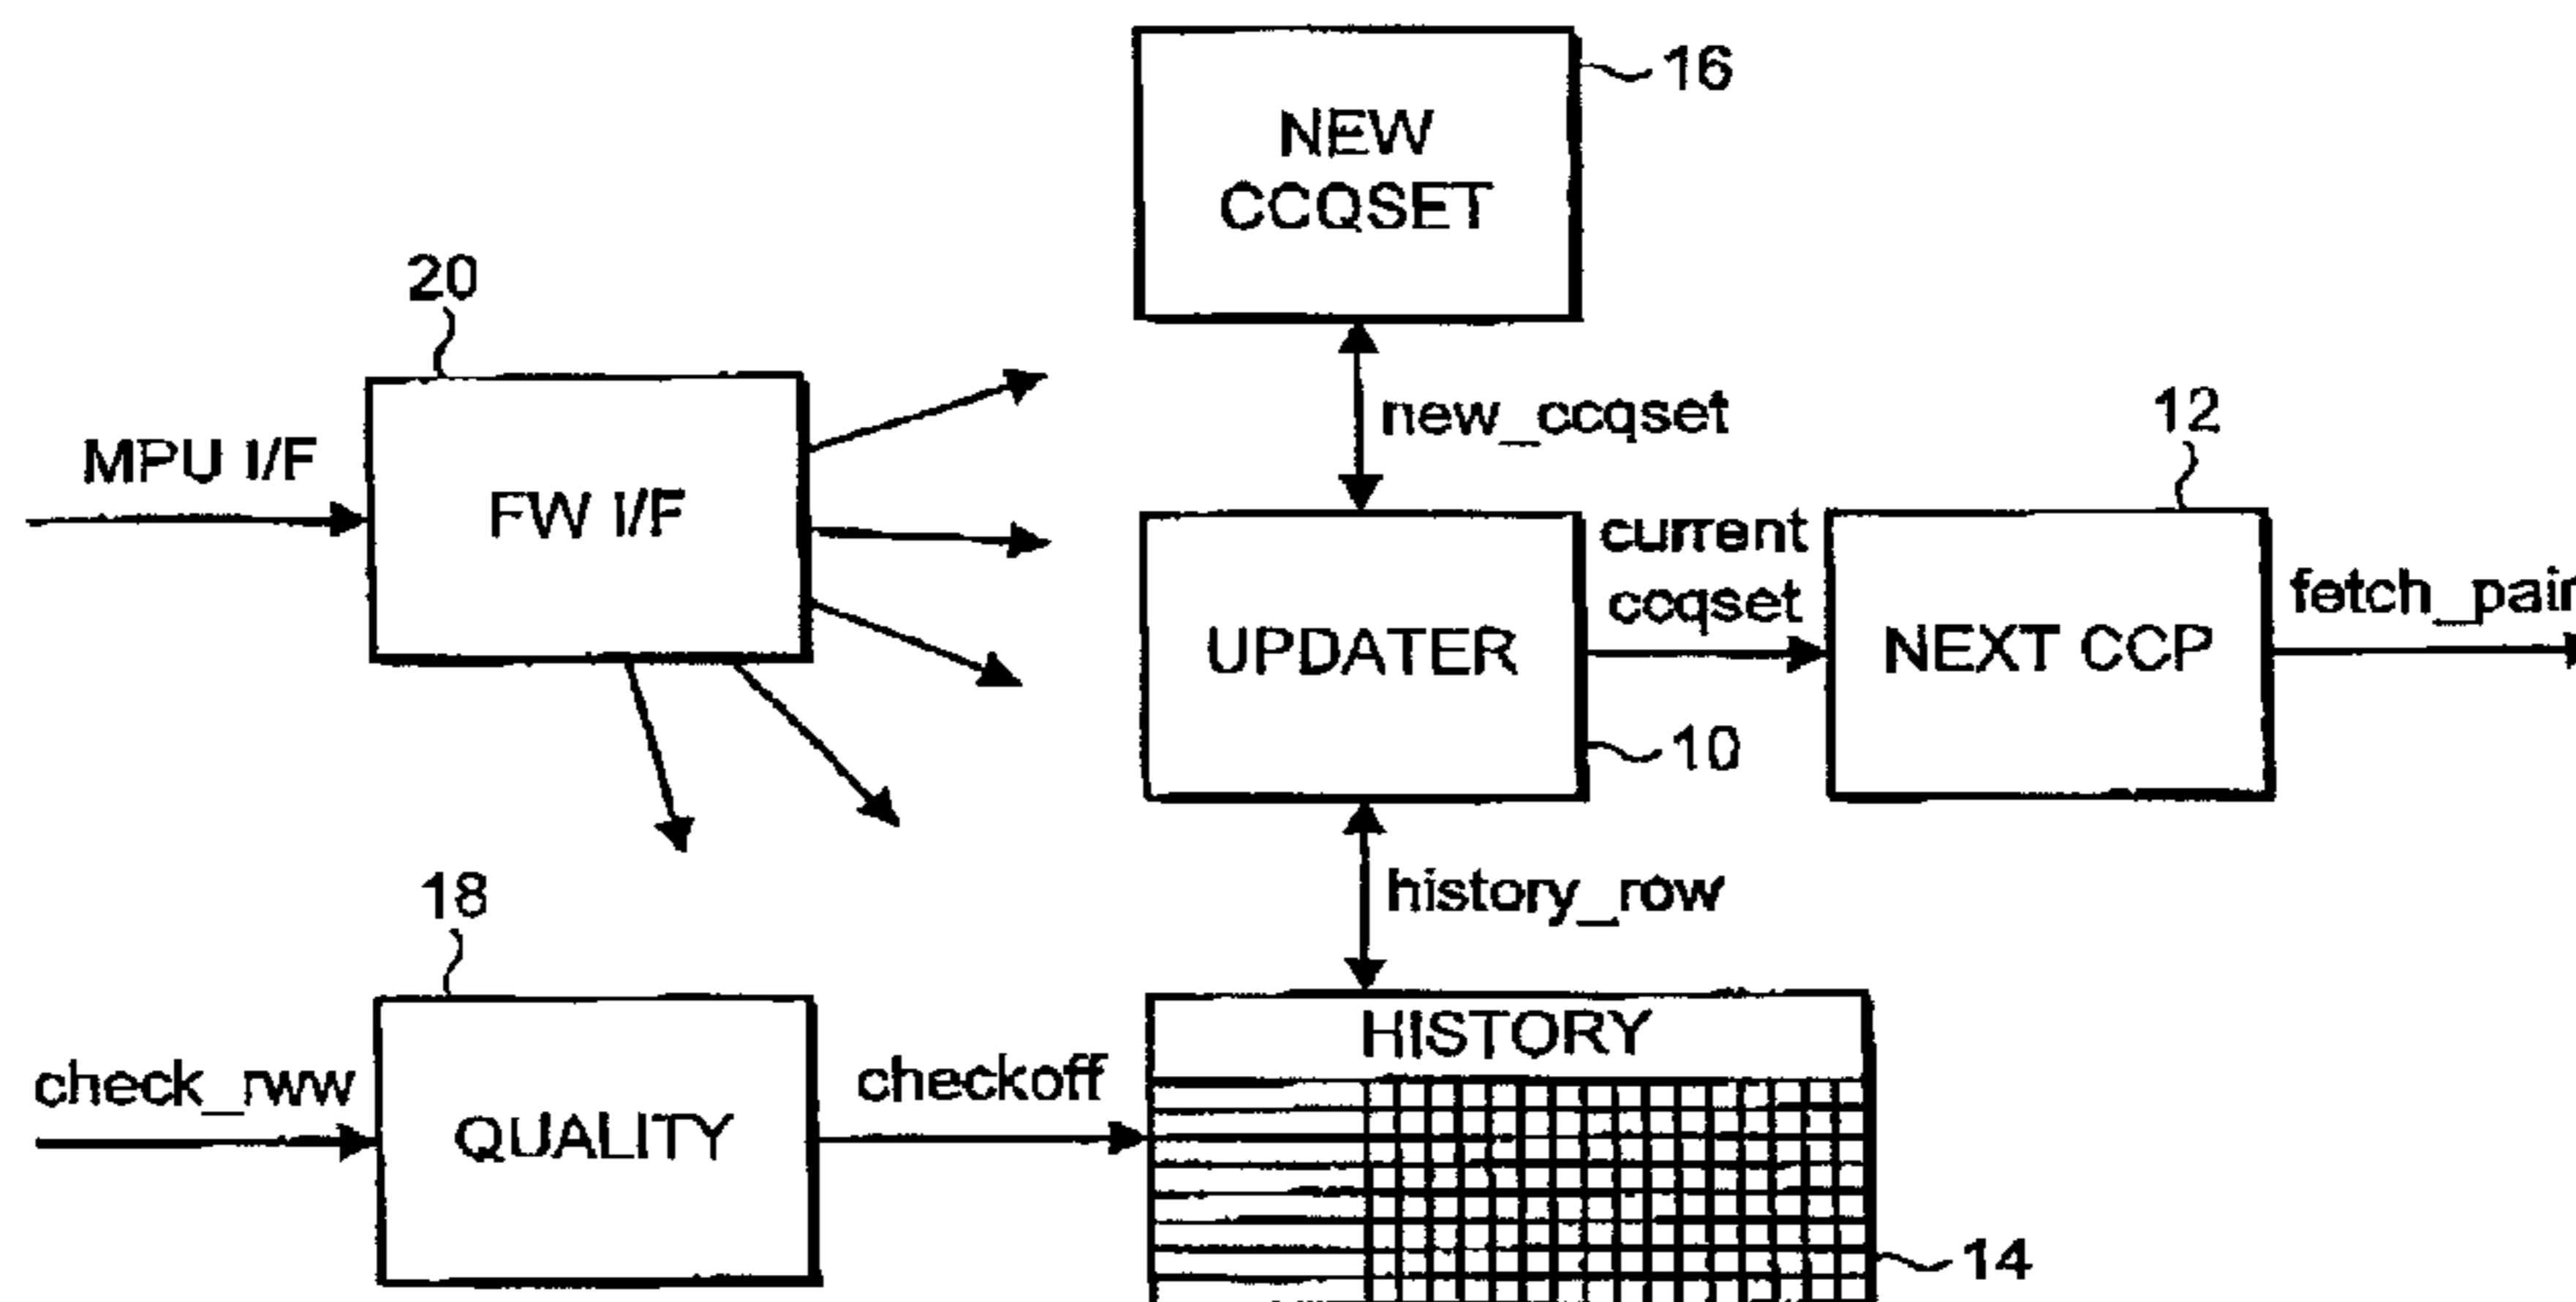 16
NEW
CCQSET
20
MPU I/F
FW I/F
new_ccqset
12
current
ccqset
UPDATER
NEXT CCP
fetch_pair
10
history_row
18
check_rww
QUALITY
checkoff
HISTORY
14